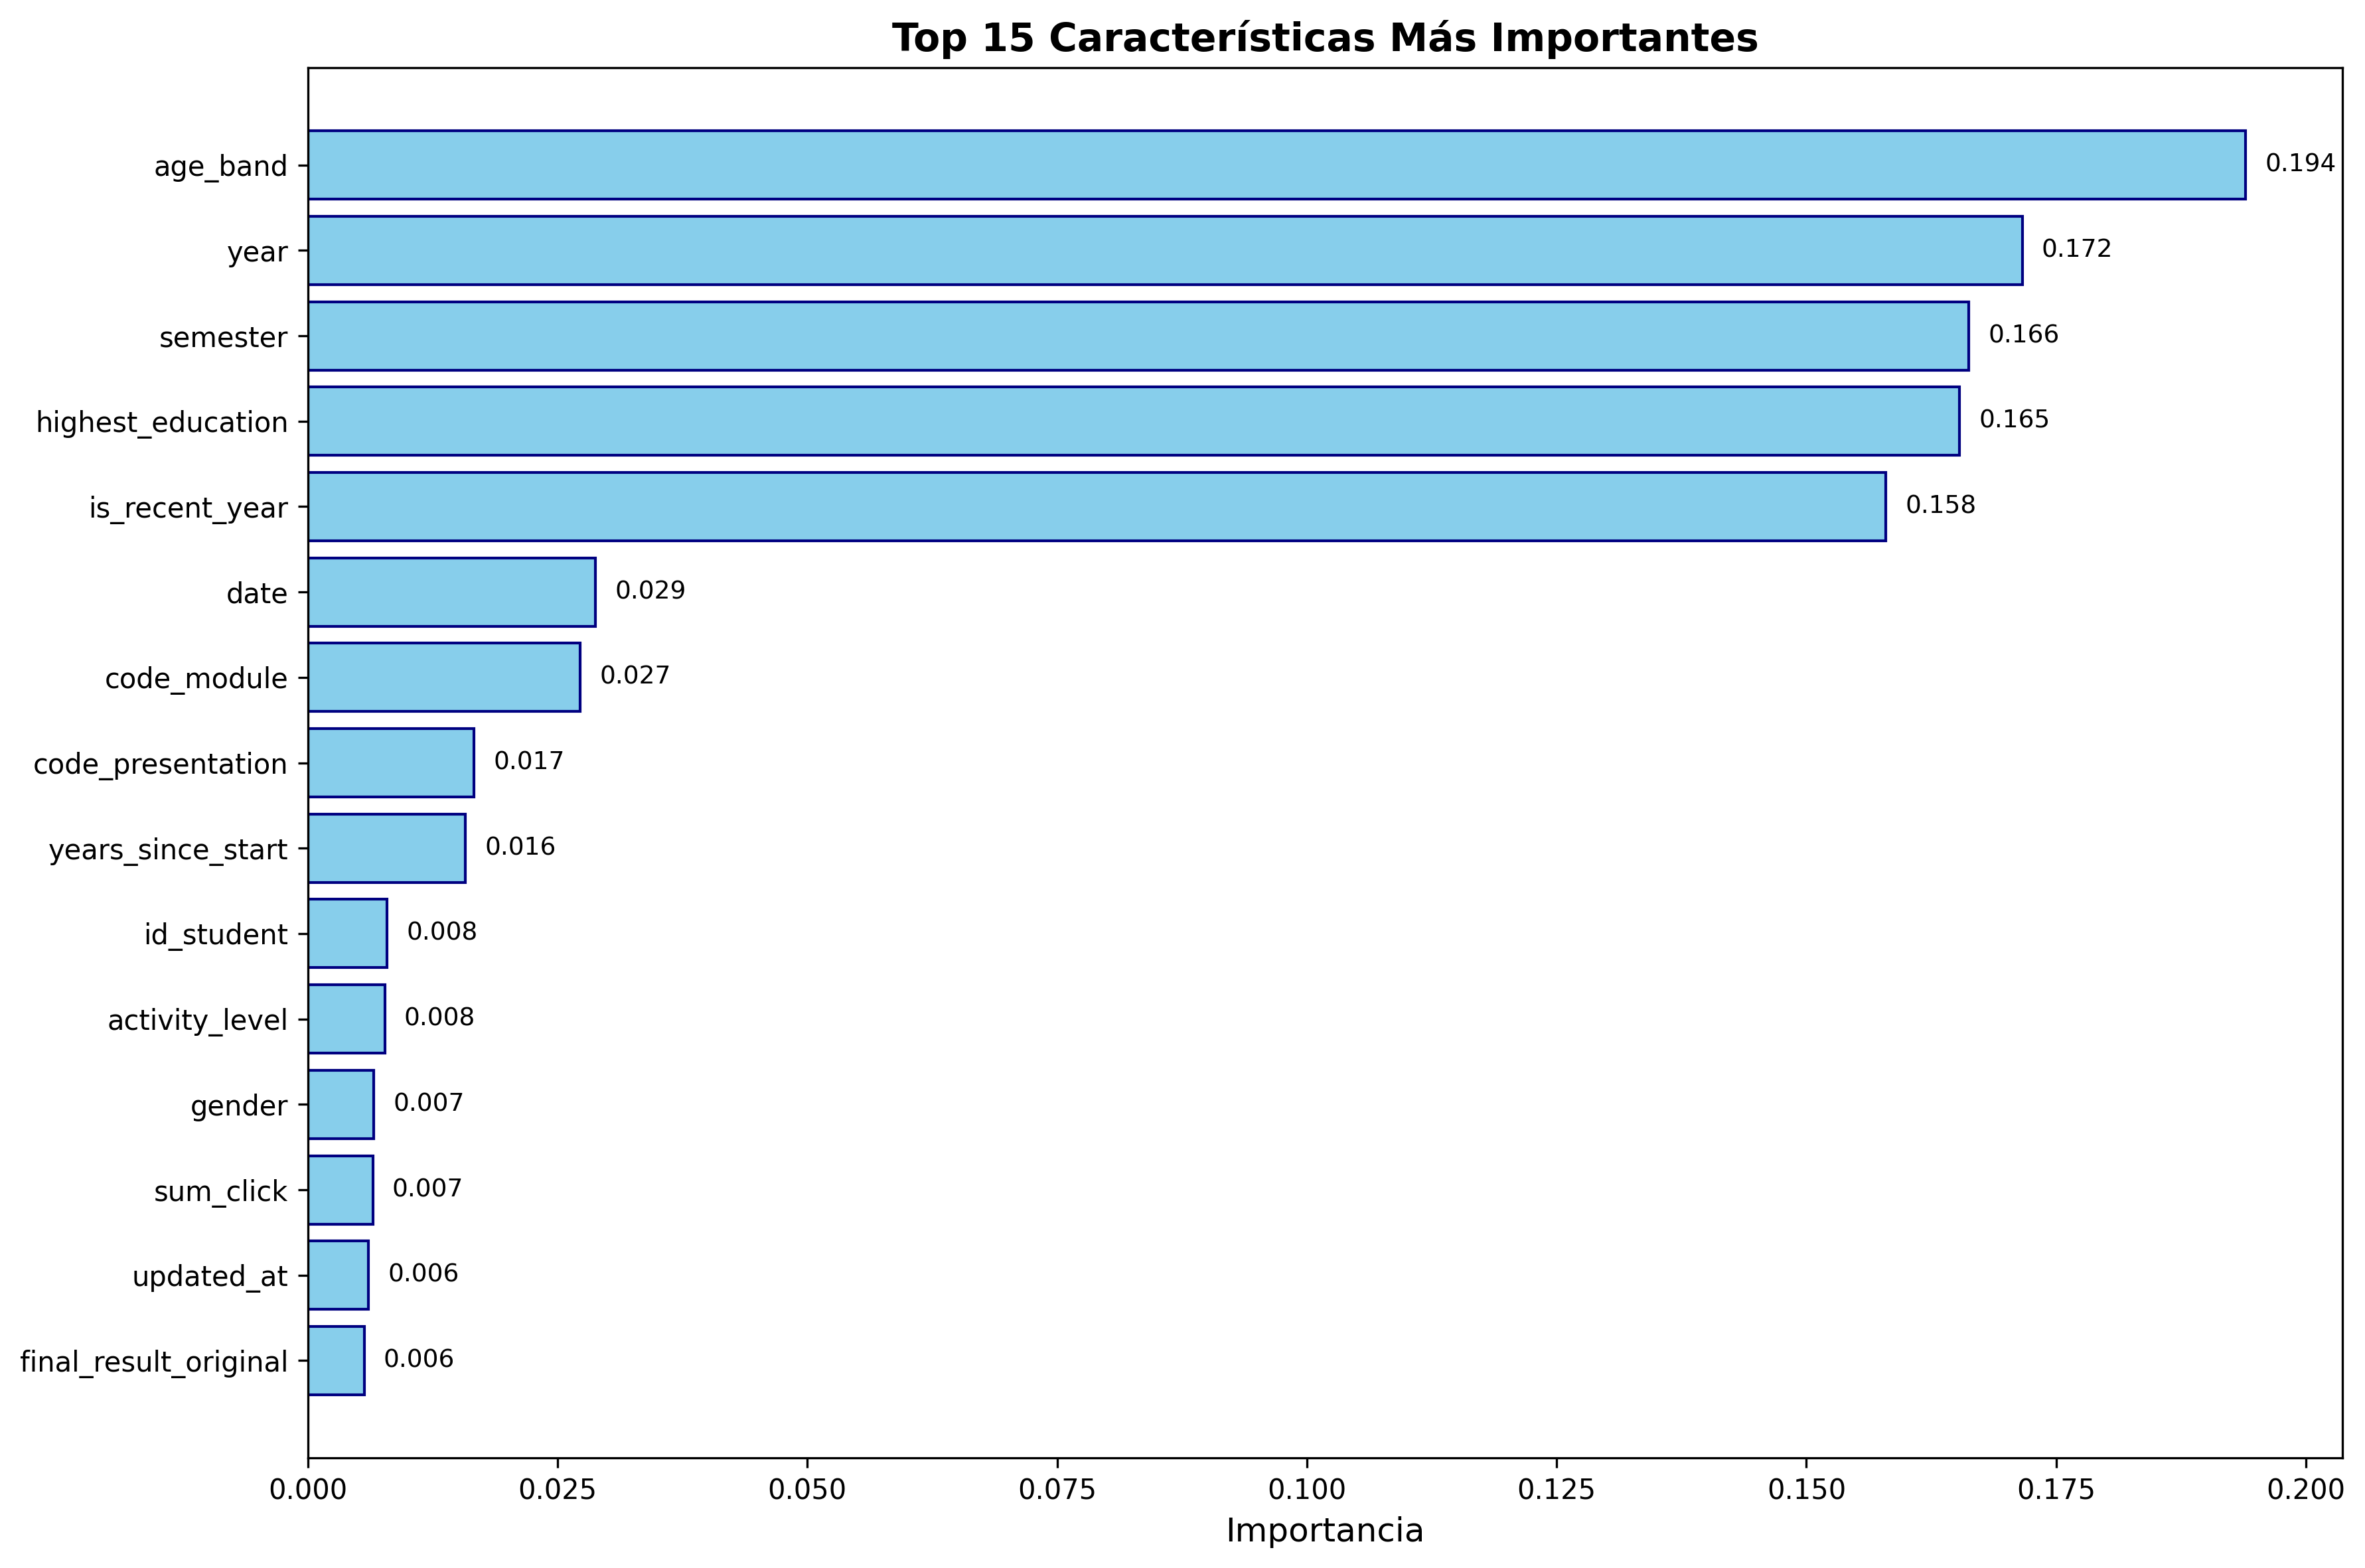 Top 15 Características Más Importantes
age_band 0.194
year 0.172
semester 0.166
highest_education 0.165
is_recent_year 0.158
date 0.029
code_module 0.027
code_presentation 0.017
years_since_start 0.016
id_student 0.008
activity_level 0.008
gender 0.007
sum_click 0.007
updated_at 0.006
final_result_original 0.006
0.000 0.025 0.050 0.075 0.100 0.125 0.150 0.175 0.200
Importancia